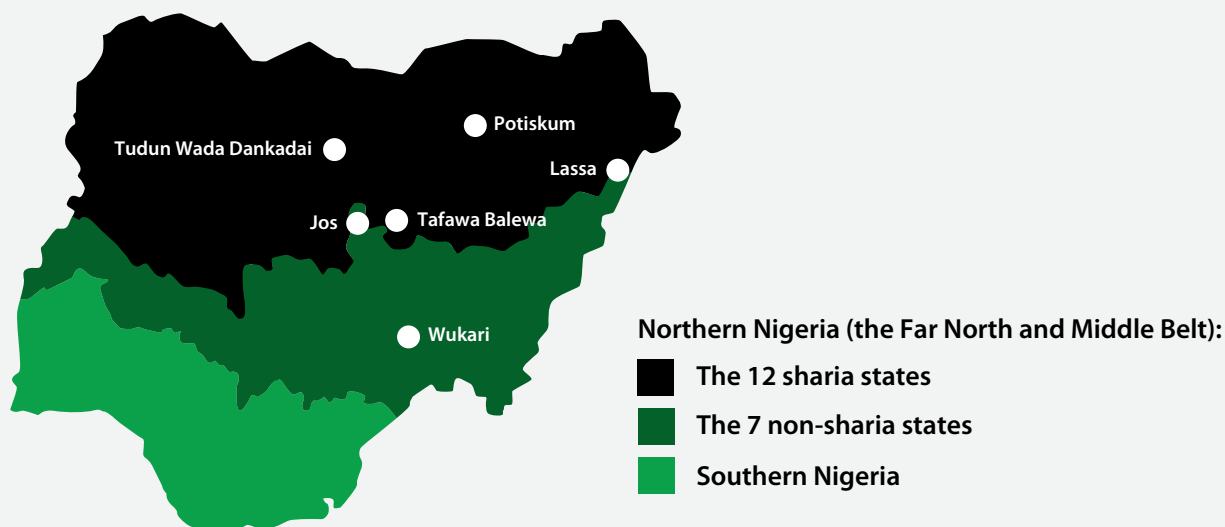 Potiskum
Tudun Wada Dankadai
Lassa
Jos
Tafawa Balewa
Wukari
Northern Nigeria (the Far North and Middle Belt):
The 12 sharia states
The 7 non-sharia states
Southern Nigeria